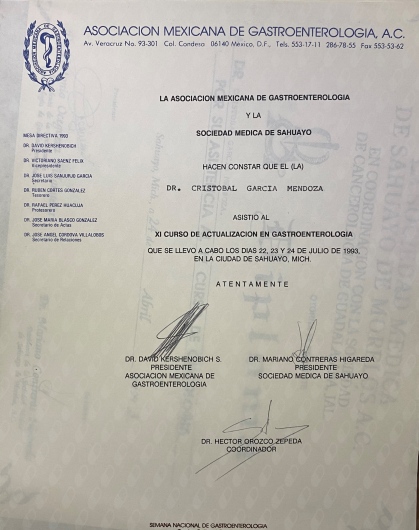 ASOCIACION MEXICANA DE GASTROENTEROLOGIA, A.C.
Av. Veracruz No. 93-301 Col. Condesa 06140 México, D.F., Tels. 553-17-11 286-78-55 Fax 553-53-62
LA ASOCIACION MEXICANA DE GASTROENTEROLOGIA
Y LA
SOCIEDAD MEDICA DE SAHUAYO
HACEN CONSTAR QUE EL (LA)
DR. CRISTOBAL GARCIA MENDOZA
ASISTIO AL
XI CURSO DE ACTUALIZACION EN GASTROENTEROLOGIA
QUE SE LLEVO A CABO LOS DIAS 22, 23 Y 24 DE JULIO DE 1993,
EN LA CIUDAD DE SAHUAYO, MICH.
ATENTAMENTE
MESA DIRECTIVA 1993
DR. DAVID KERSHENOBICH
Presidente
DR. VICTORIANO SAENZ FELIX
Vicepresidente
DR. JOSE LUIS SANJURJO GARCIA
Secretario
DR. RUBEN CORTES GONZALEZ
Tesorero
DR. RAFAEL PEREZ HUACUJA
Protesorero
DR. JOSE MARIA BLASCO GONZALEZ
Secretario de Actas
DR. JOSE ANGEL CORDOVA VILLALOBOS
Secretario de Relaciones
DR. DAVID KERSHENOBICH S.
PRESIDENTE
ASOCIACION MEXICANA DE
GASTROENTEROLOGIA
DR. MARIANO CONTRERAS HIGAREDA
PRESIDENTE
SOCIEDAD MEDICA DE SAHUAYO
DR. HECTOR OROZCO ZEPEDA
COORDINADOR
SEMANA NACIONAL DE GASTROENTEROLOGIA